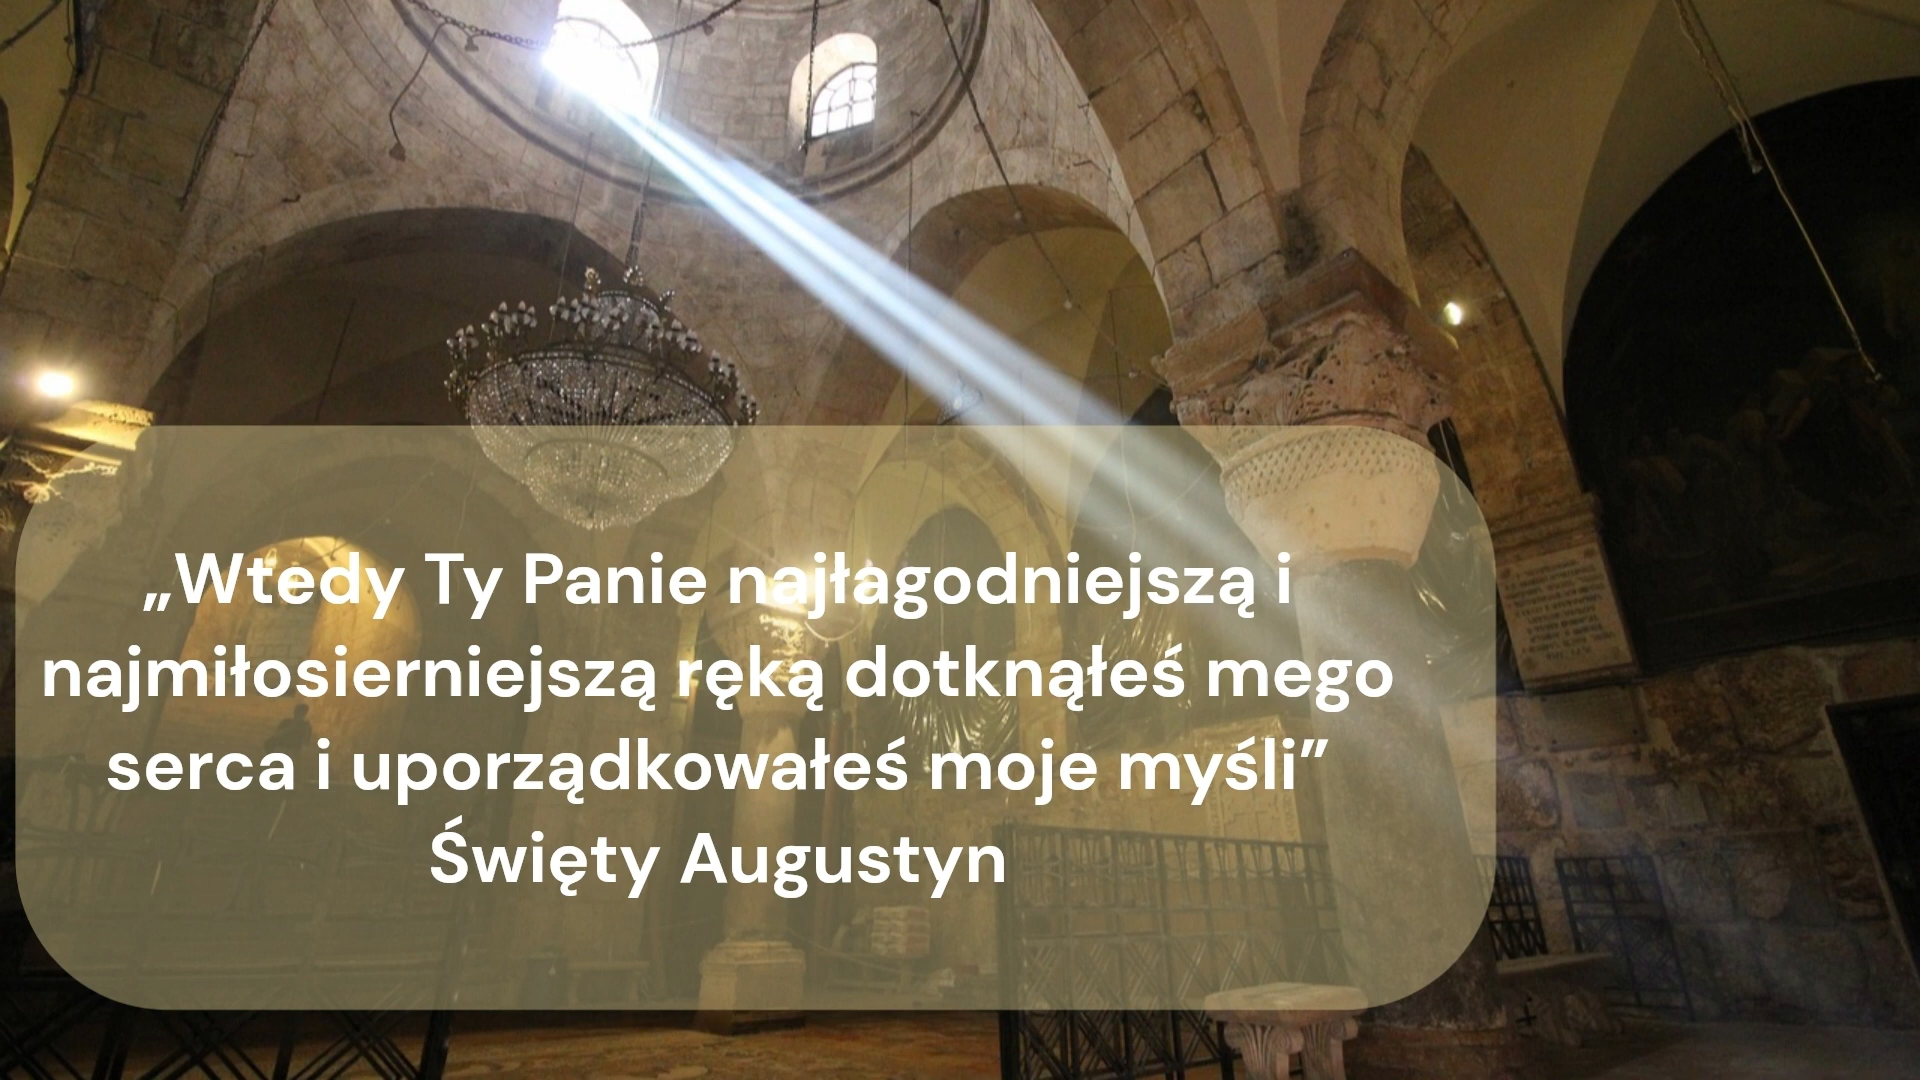 „Wtedy Ty Panie najłagodniejszą i
najmiłosierniejszą ręką dotknąłeś mego
serca i uporządkowałeś moje myśli”
Święty Augustyn